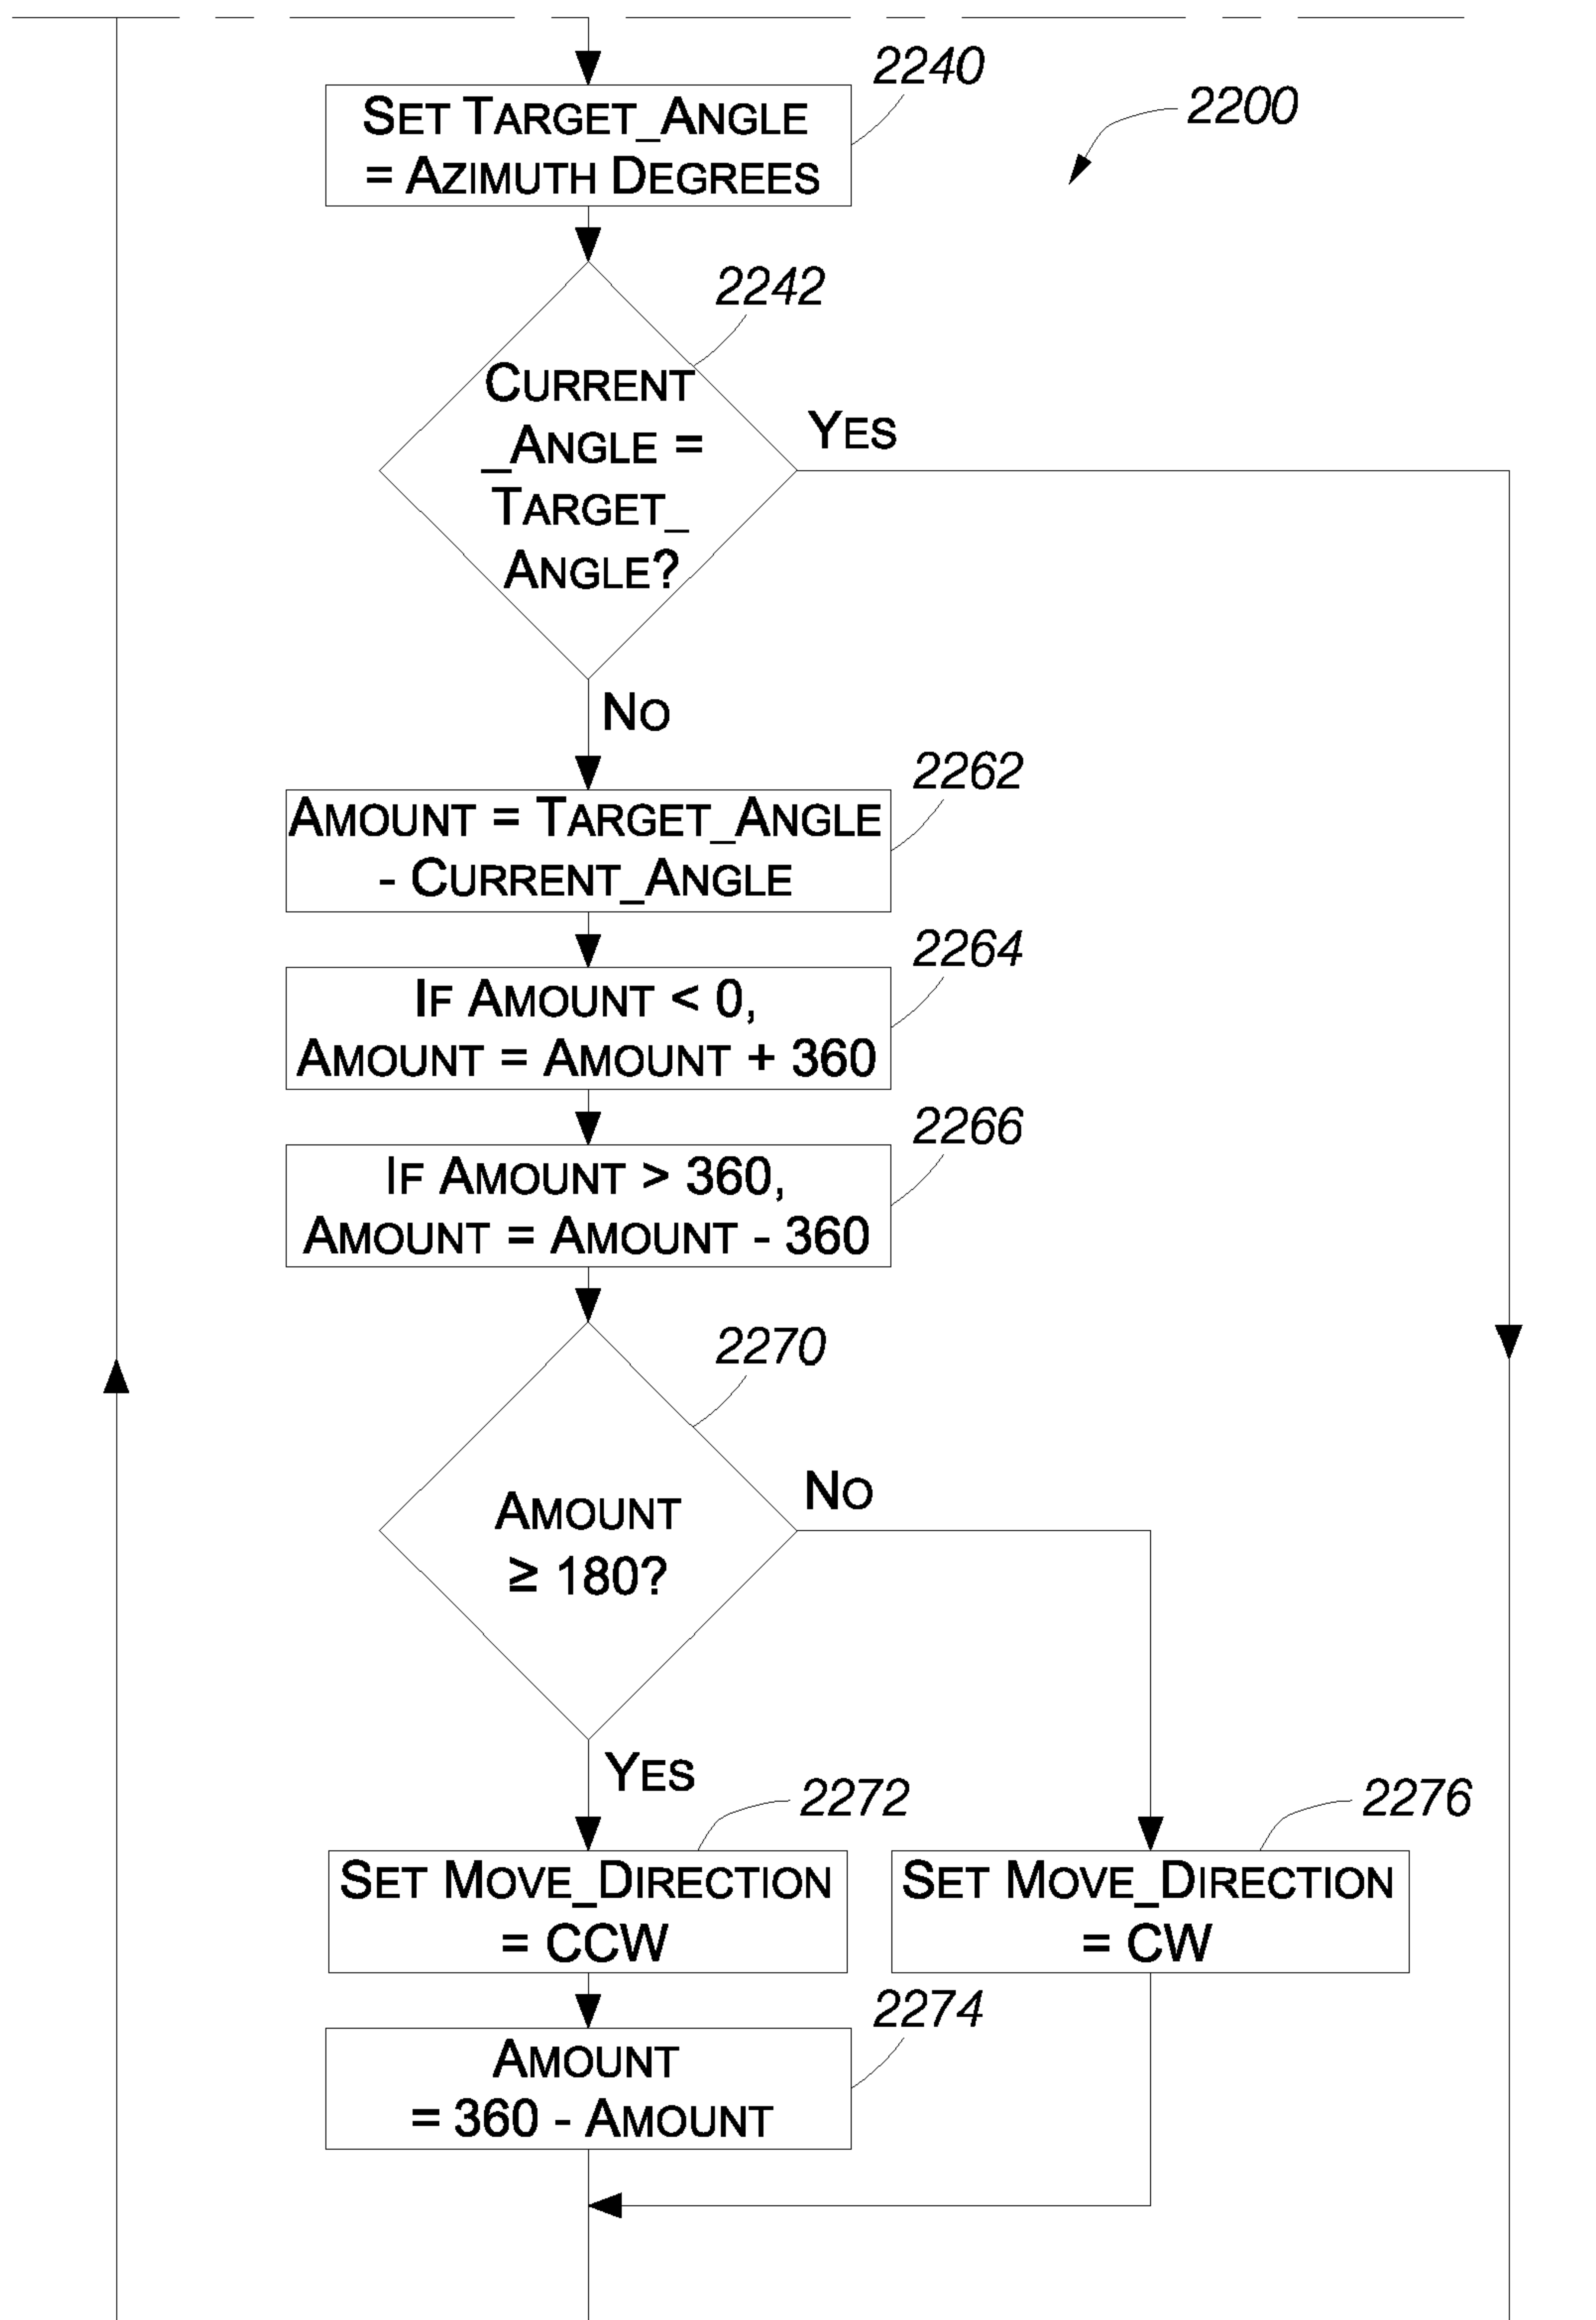 2240
2200
SET TARGET_ANGLE
= AZIMUTH DEGREES
2242
CURRENT
_ANGLE =
TARGET_
ANGLE?
YES
NO
2262
AMOUNT = TARGET_ANGLE
- CURRENT_ANGLE
2264
IF AMOUNT < 0,
AMOUNT = AMOUNT + 360
2266
IF AMOUNT > 360,
AMOUNT = AMOUNT - 360
2270
AMOUNT
≥ 180?
NO
YES
2272
2276
SET MOVE_DIRECTION
= CCW
SET MOVE_DIRECTION
= CW
2274
AMOUNT
= 360 - AMOUNT